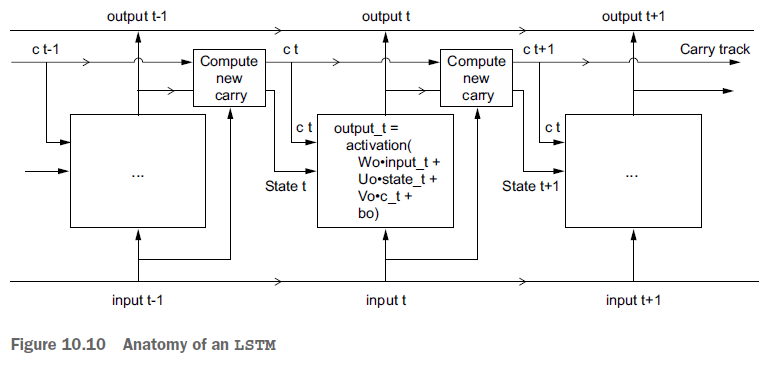 output t-1
output t
output t+1
c t-1
c t
c t+1
Carry track
Compute
new
carry
Compute
new
carry
...
c t
output_t =
activation(
Wo•input_t +
Uo•state_t +
Vo•c_t +
bo)
c t
...
State t
State t+1
input t-1
input t
input t+1
Figure 10.10 Anatomy of an LSTM